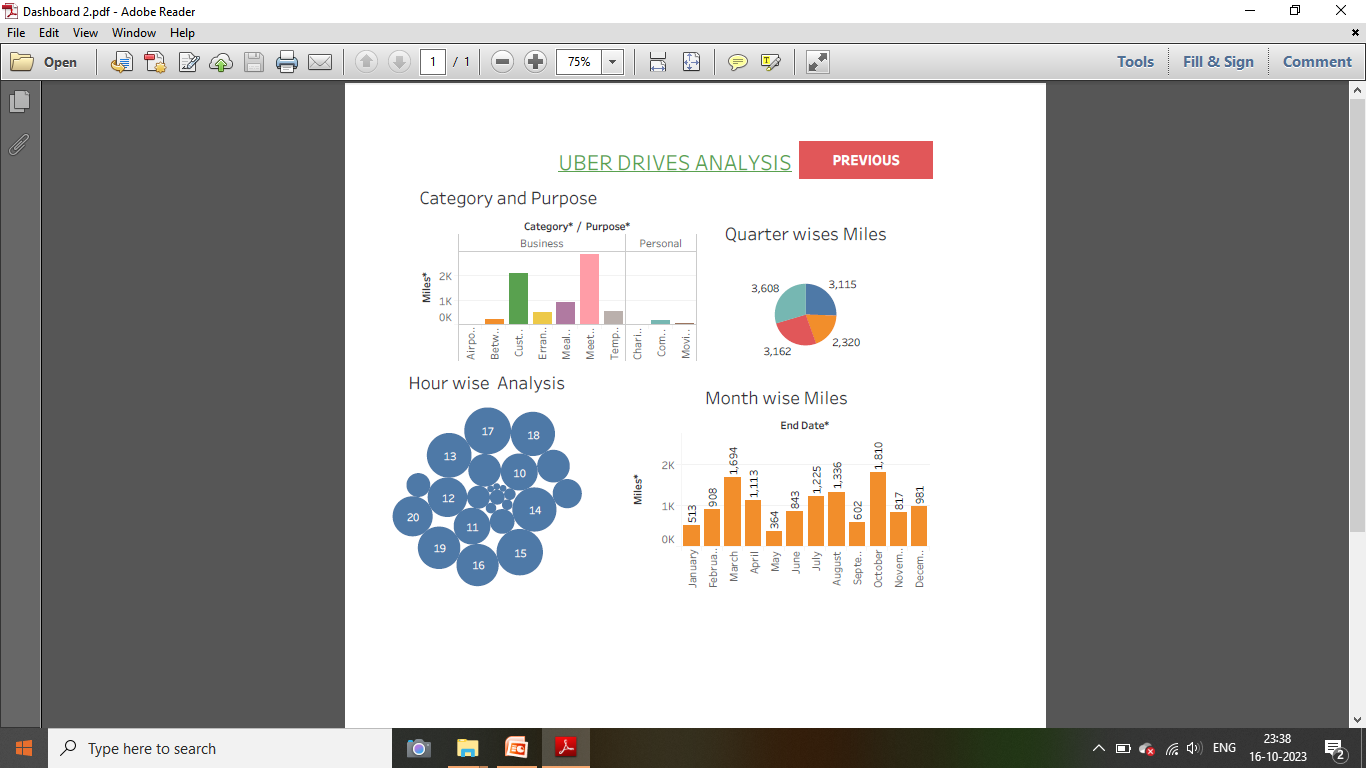 Dashboard 2.pdf - Adobe Reader
File Edit View Window Help
Open 1 / 1 75% Tools Fill & Sign Comment
UBER DRIVES ANALYSIS PREVIOUS
Category and Purpose
Category* / Purpose*
Business Personal
Miles*
2K
1K
0K
Airpo.. Betw.. Cust.. Erran.. Meal.. Meet.. Temp.. Chari.. Com.. Movi..
Quarter wises Miles
3,608 3,115
3,162 2,320
Hour wise Analysis
17 18
13 10
12 14
20 11
19 15
16
Month wise Miles
End Date*
Miles*
2K
1K
0K
513 908 1,694 1,113 364 843 1,225 1,336 602 1,810 817 981
January Februa.. March April May June July August Septe.. October Novem.. Decem..
Type here to search
ENG
23:38
16-10-2023
2